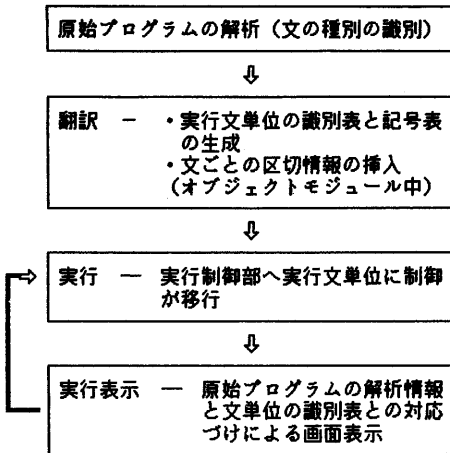 原始プログラムの解析（文の種別の識別）
翻訳 － ・実行文単位の識別表と記号表
の生成
・文ごとの区切情報の挿入
（オブジェクトモジュール中）
実行 － 実行制御部へ実行文単位に制御
が移行
実行表示 － 原始プログラムの解析情報
と文単位の識別表との対応
づけによる画面表示